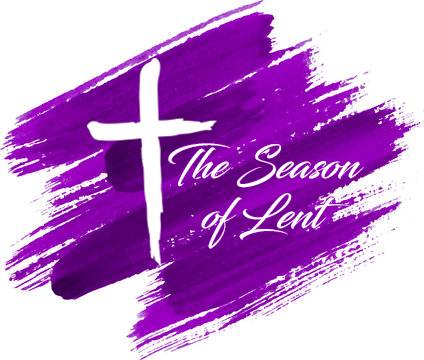 The Season
of Lent